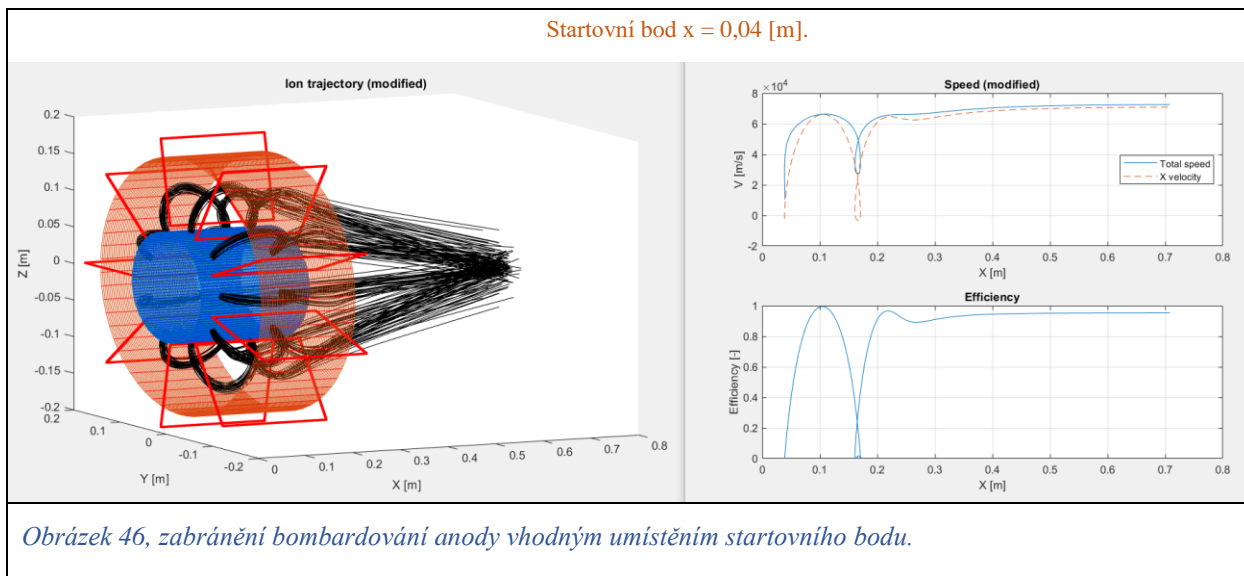 Startovní bod x = 0,04 [m].
Ion trajectory (modified)
0.2
0.15
0.1
0.05
0
-0.05
-0.1
-0.15
-0.2
Z [m]
0.2
0.1
0
-0.1
-0.2
Y [m]
0
0.1
0.2
0.3
0.4
0.5
0.6
0.7
0.8
X [m]
Speed (modified)
×10⁴
8
6
4
2
0
-2
V [m/s]
Total speed
X velocity
0 0.1 0.2 0.3 0.4 0.5 0.6 0.7 0.8
X [m]
Efficiency
1
0.8
0.6
0.4
0.2
0
Efficiency [-]
0 0.1 0.2 0.3 0.4 0.5 0.6 0.7 0.8
X [m]
Obrázek 46, zabránění bombardování anody vhodným umístěním startovního bodu.